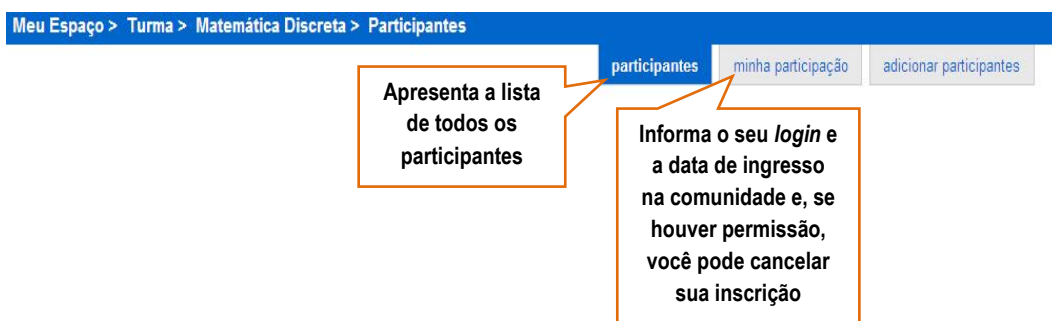 Meu Espaço > Turma > Matemática Discreta > Participantes
participantes minha participação adicionar participantes
Apresenta a lista
de todos os
participantes
Informa o seu login e
a data de ingresso
na comunidade e, se
houver permissão,
você pode cancelar
sua inscrição